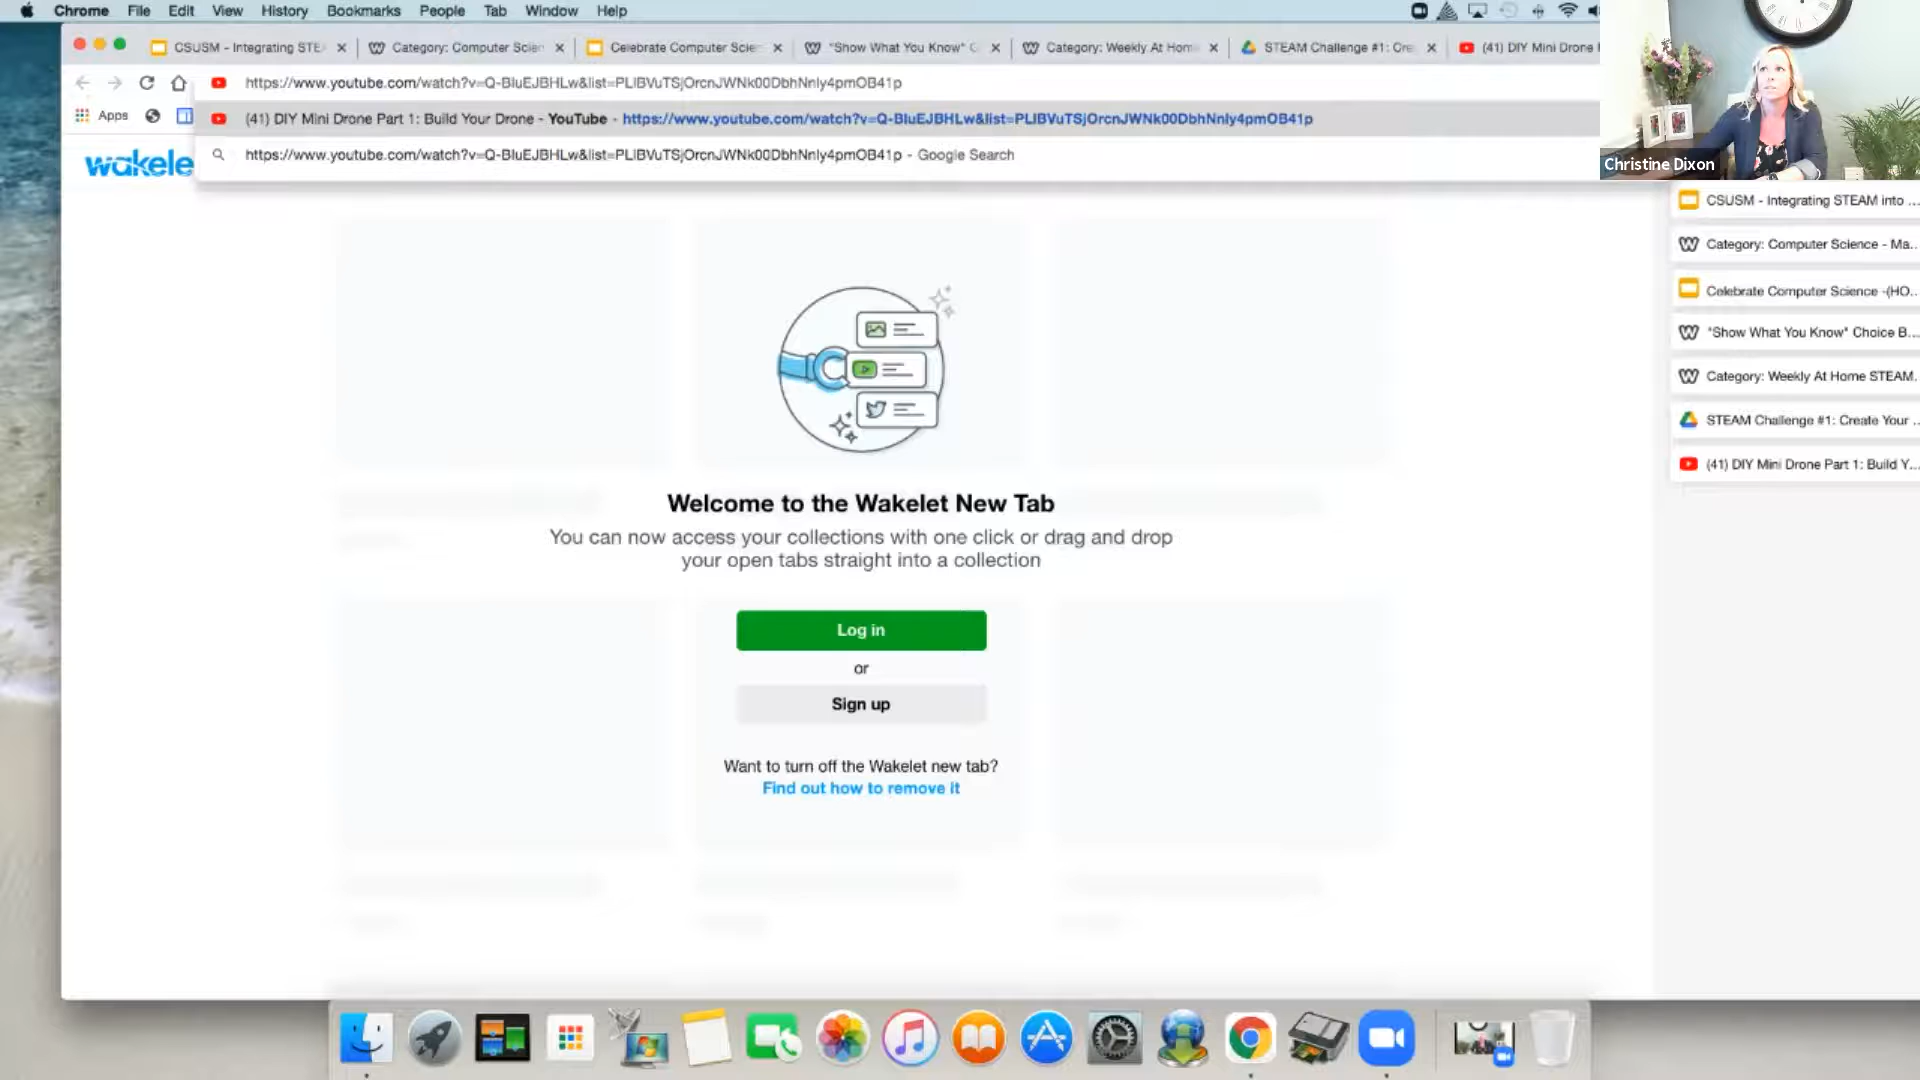 Chrome File Edit View History Bookmarks People Tab Window Help
CSUSM - Integrating STE
Category: Computer Scien
Celebrate Computer Scie
"Show What You Know" C
Category: Weekly At Hom
STEAM Challenge #1: Cre
(41) DIY Mini Drone
https://www.youtube.com/watch?v=Q-BIuEJBHLw&list=PLIBVuTSjOrcnJWNk00DbhNnIy4pmOB41p
Apps
(41) DIY Mini Drone Part 1: Build Your Drone - YouTube - https://www.youtube.com/watch?v=Q-BIuEJBHLw&list=PLIBVuTSjOrcnJWNk00DbhNnIy4pmOB41p
https://www.youtube.com/watch?v=Q-BIuEJBHLw&list=PLIBVuTSjOrcnJWNk00DbhNnIy4pmOB41p - Google Search
wakele
Christine Dixon
CSUSM - Integrating STEAM into ...
Category: Computer Science - Ma...
Celebrate Computer Science -(HO...
"Show What You Know" Choice B...
Category: Weekly At Home STEAM.
STEAM Challenge #1: Create Your ...
(41) DIY Mini Drone Part 1: Build Y...
Welcome to the Wakelet New Tab
You can now access your collections with one click or drag and drop
your open tabs straight into a collection
Log in
or
Sign up
Want to turn off the Wakelet new tab?
Find out how to remove it